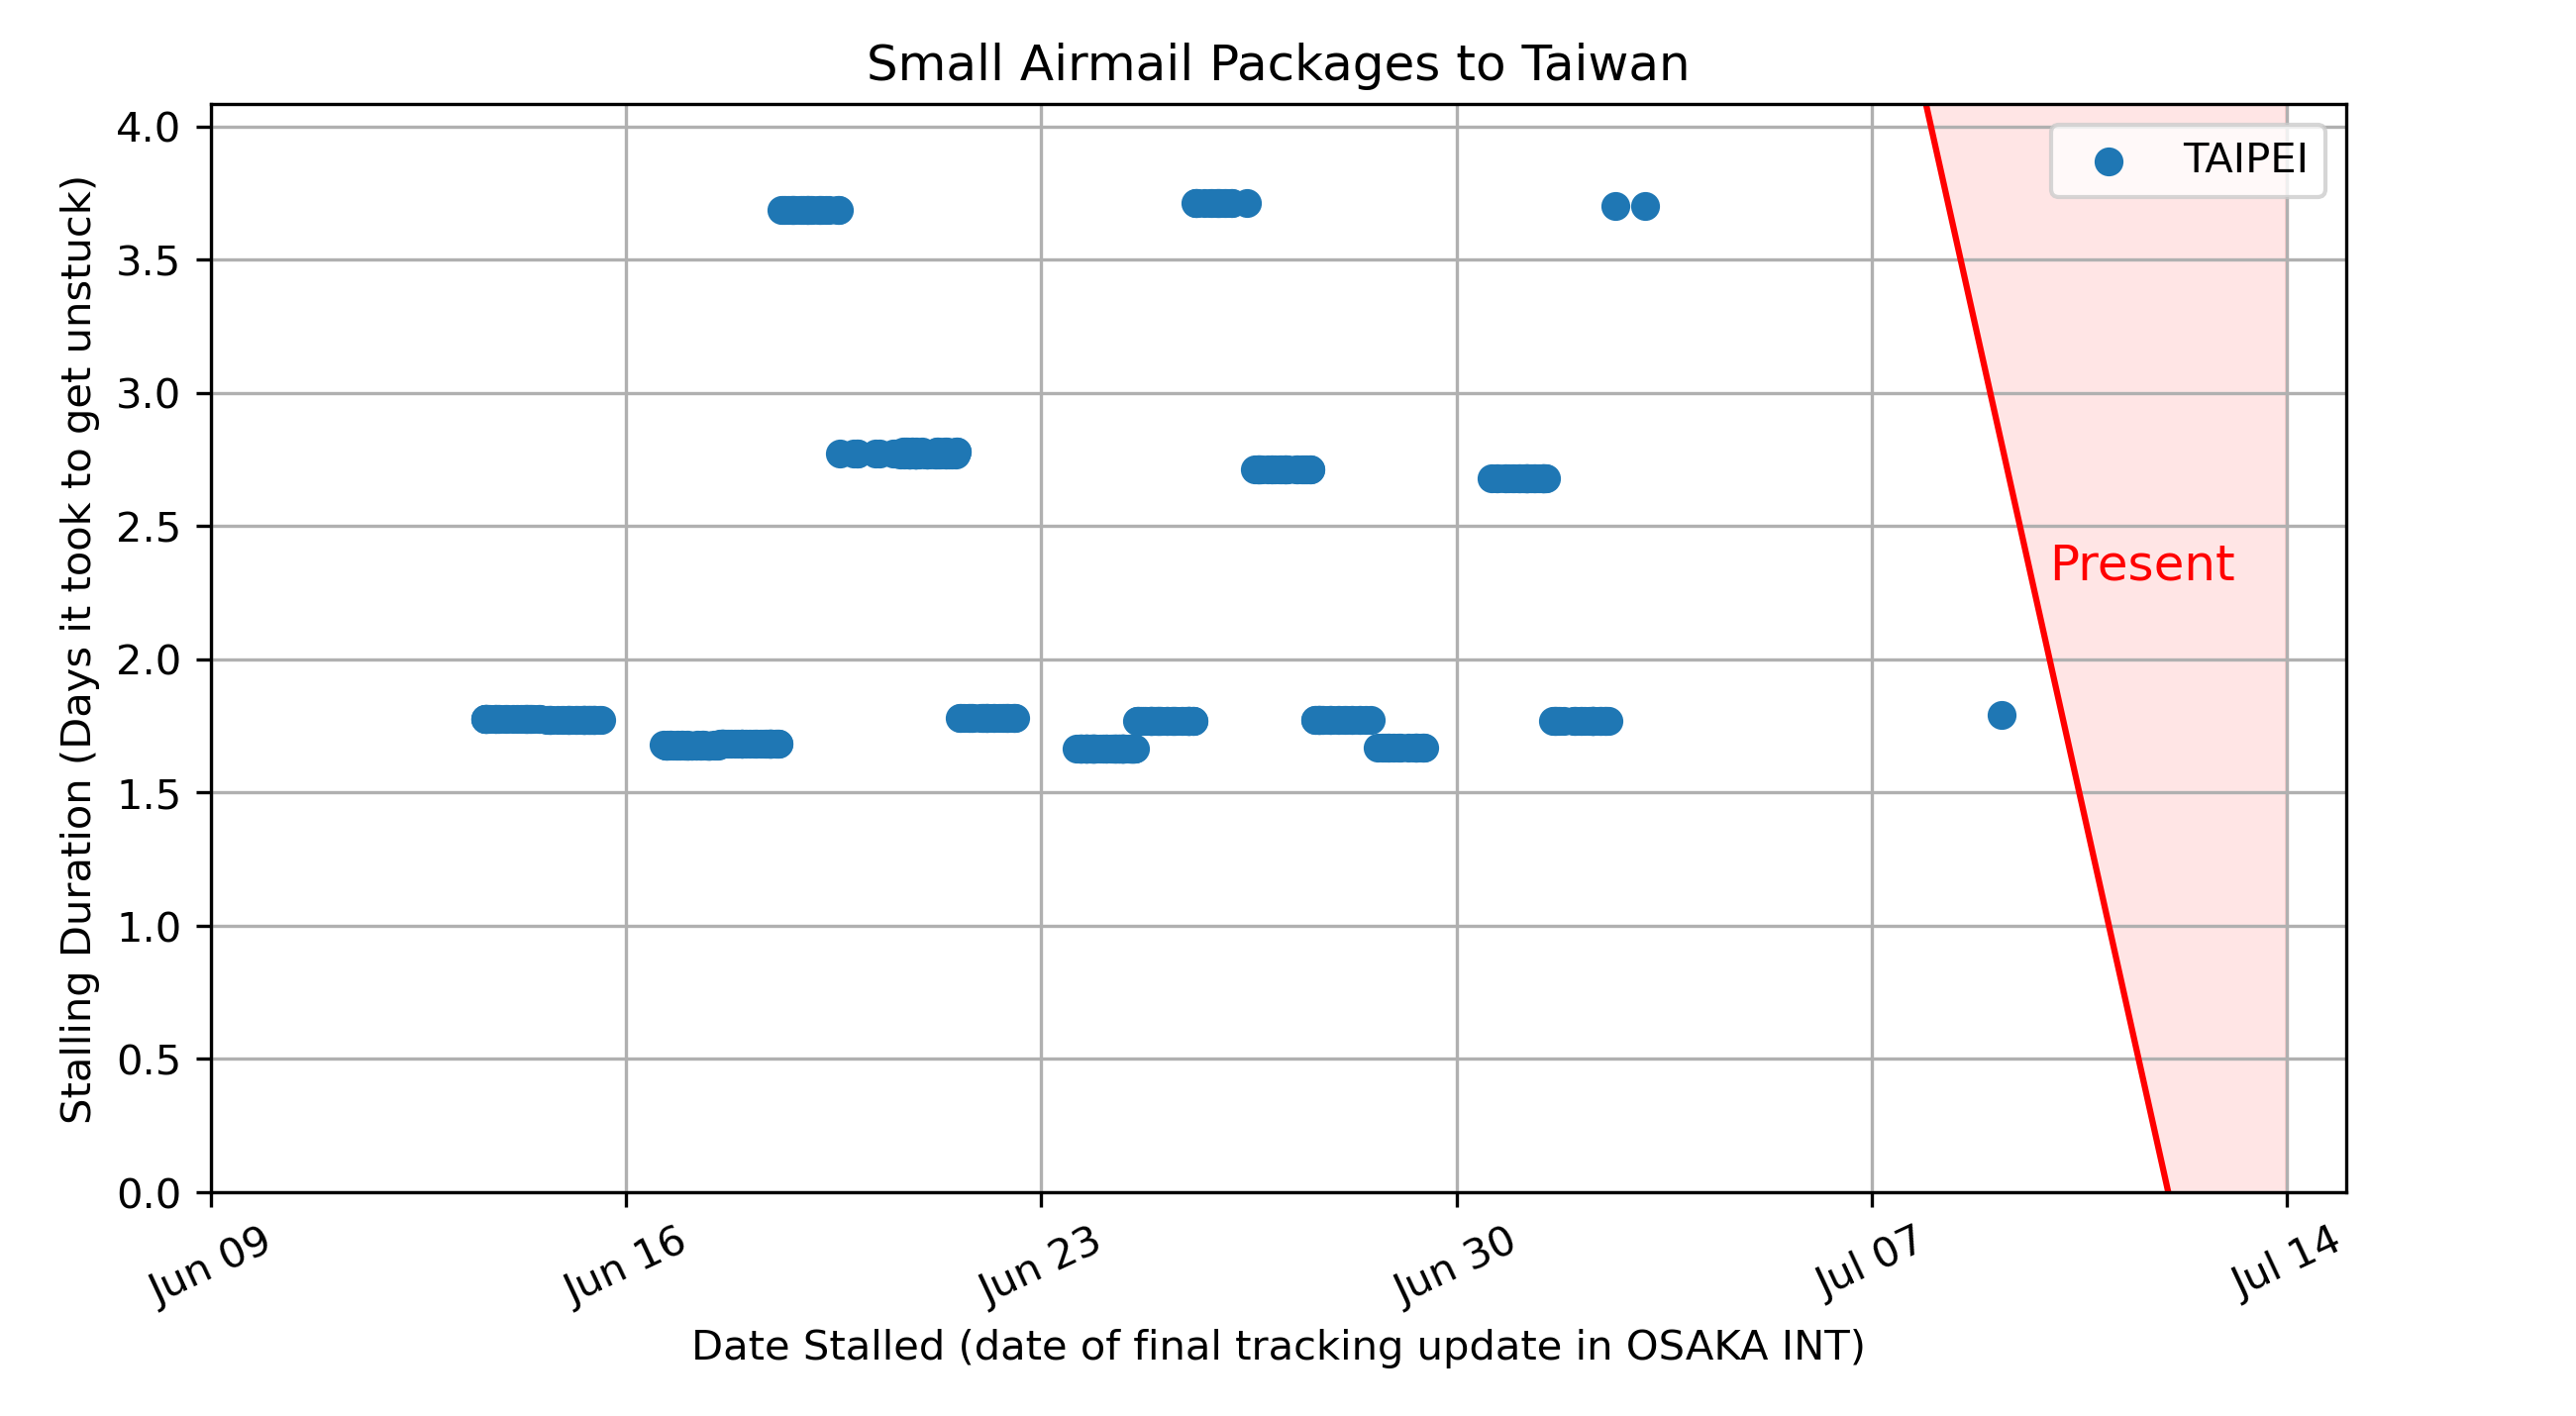 Small Airmail Packages to Taiwan
TAIPEI
Present
Stalling Duration (Days it took to get unstuck)
4.0
3.5
3.0
2.5
2.0
1.5
1.0
0.5
0.0
Jun 09
Jun 16
Jun 23
Jun 30
Jul 07
Jul 14
Date Stalled (date of final tracking update in OSAKA INT)